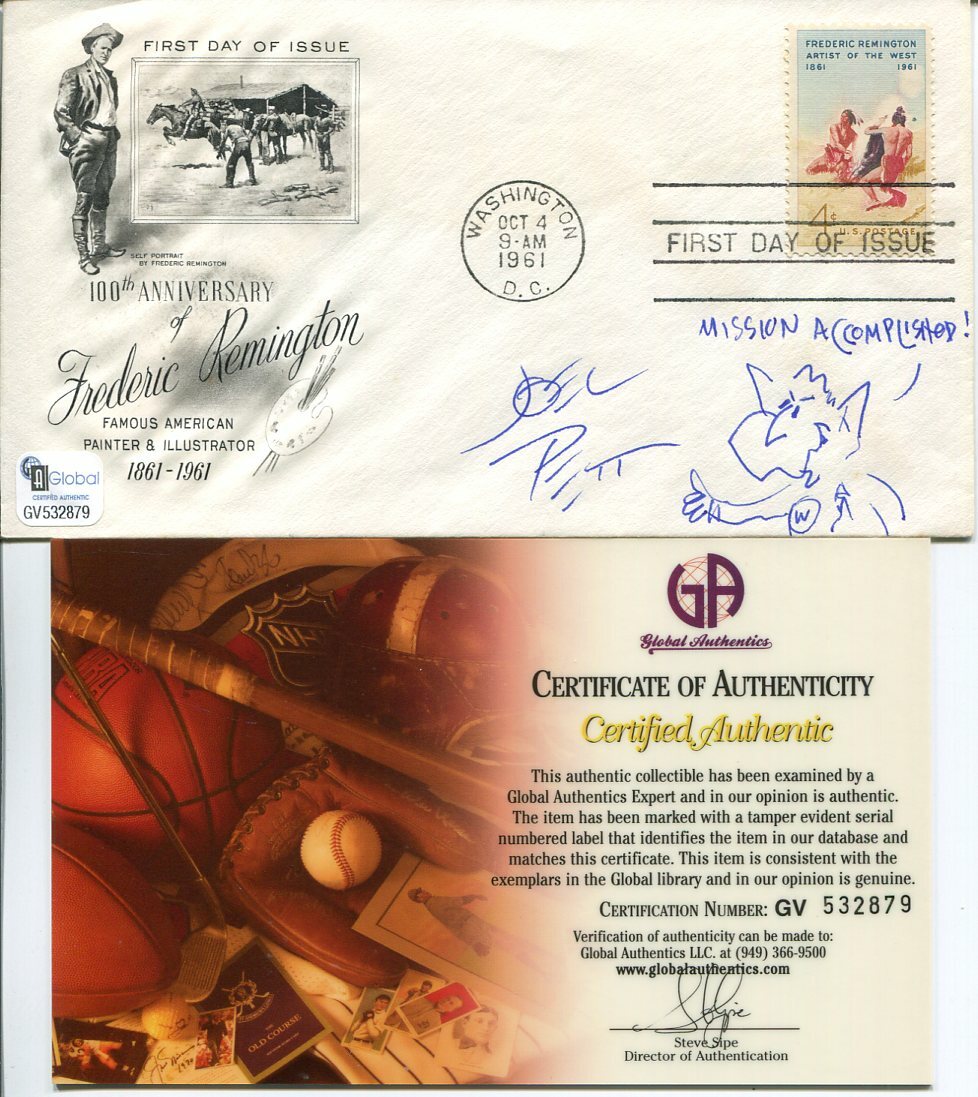 FIRST DAY OF ISSUE
SELF PORTRAIT
BY FREDERIC REMINGTON
100th ANNIVERSARY
of
Frederic Remington
FAMOUS AMERICAN
PAINTER & ILLUSTRATOR
1861-1961
GA Global
CERTIFIED AUTHENTIC
GV532879
WASHINGTON
OCT 4
9-AM
1961
D.C.
FREDERIC REMINGTON
ARTIST OF THE WEST
1861 1961
4¢ U.S. POSTAGE
FIRST DAY OF ISSUE
MISSION ACCOMPLISHED!
JOEL
PETT
W
NHL
OLD COURSE
GA
Global Authentics
CERTIFICATE OF AUTHENTICITY
Certified Authentic
This authentic collectible has been examined by a
Global Authentics Expert and in our opinion is authentic.
The item has been marked with a tamper evident serial
numbered label that identifies the item in our database and
matches this certificate. This item is consistent with the
exemplars in the Global library and in our opinion is genuine.
CERTIFICATION NUMBER: GV 532879
Verification of authenticity can be made to:
Global Authentics LLC. at (949) 366-9500
www.globalauthentics.com
Steve Sipe
Director of Authentication